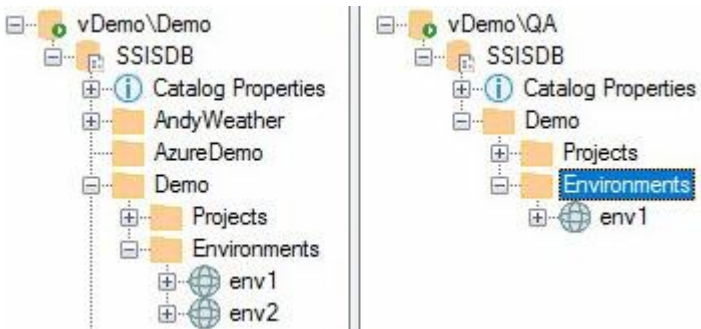 vDemo\Demo
SSISDB
Catalog Properties
AndyWeather
AzureDemo
Demo
Projects
Environments
env1
env2
vDemo\QA
SSISDB
Catalog Properties
Demo
Projects
Environments
env1